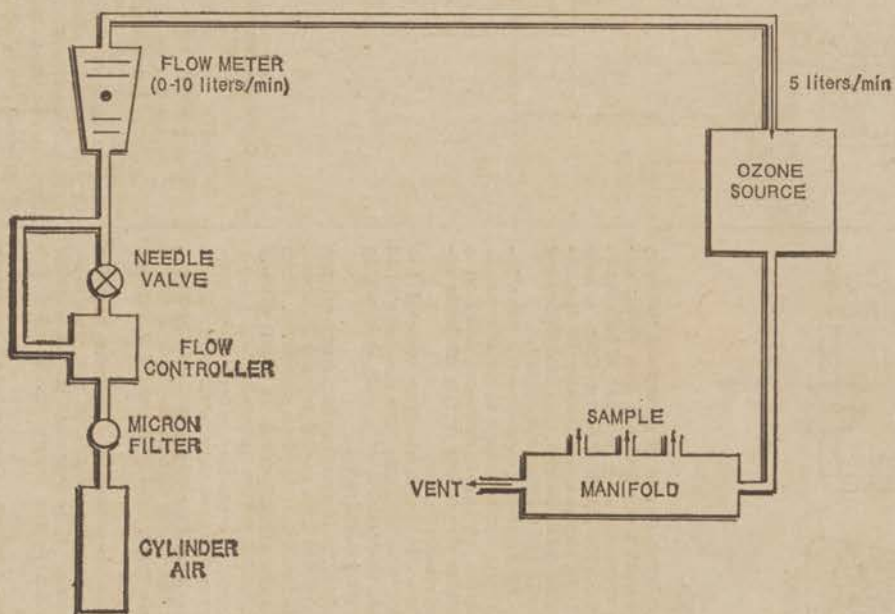 FLOW METER
(0-10 liters/min)
5 liters/min
OZONE
SOURCE
NEEDLE
VALVE
FLOW
CONTROLLER
MICRON
FILTER
SAMPLE
VENT
MANIFOLD
CYLINDER
AIR